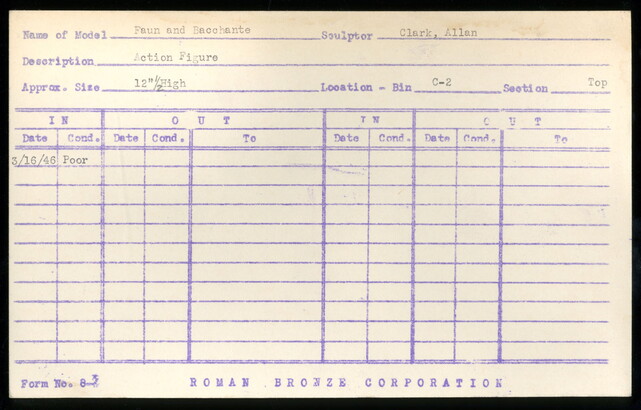 Name of Model Faun and Bacchante Sculptor Clark, Allan
Description Action Figure
Approx. Size 12"½High Location - Bin C-2 Section Top
IN OUT IN OUT
Date Cond. Date Cond. To Date Cond. Date Cond. To
3/16/46 Poor
Form No. 8-3 ROMAN BRONZE CORPORATION